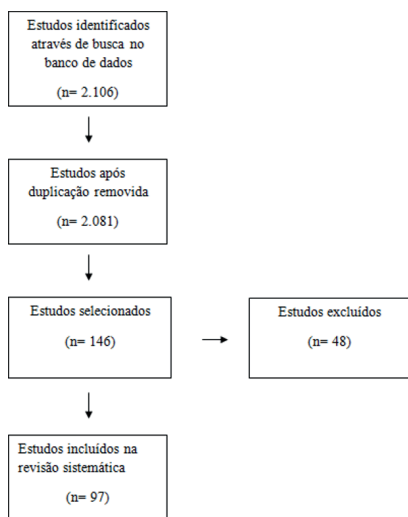 Estudos identificados
através de busca no
banco de dados
(n= 2.106)
Estudos após
duplicação removida
(n= 2.081)
Estudos selecionados
(n= 146)
Estudos excluídos
(n= 48)
Estudos incluídos na
revisão sistemática
(n= 97)